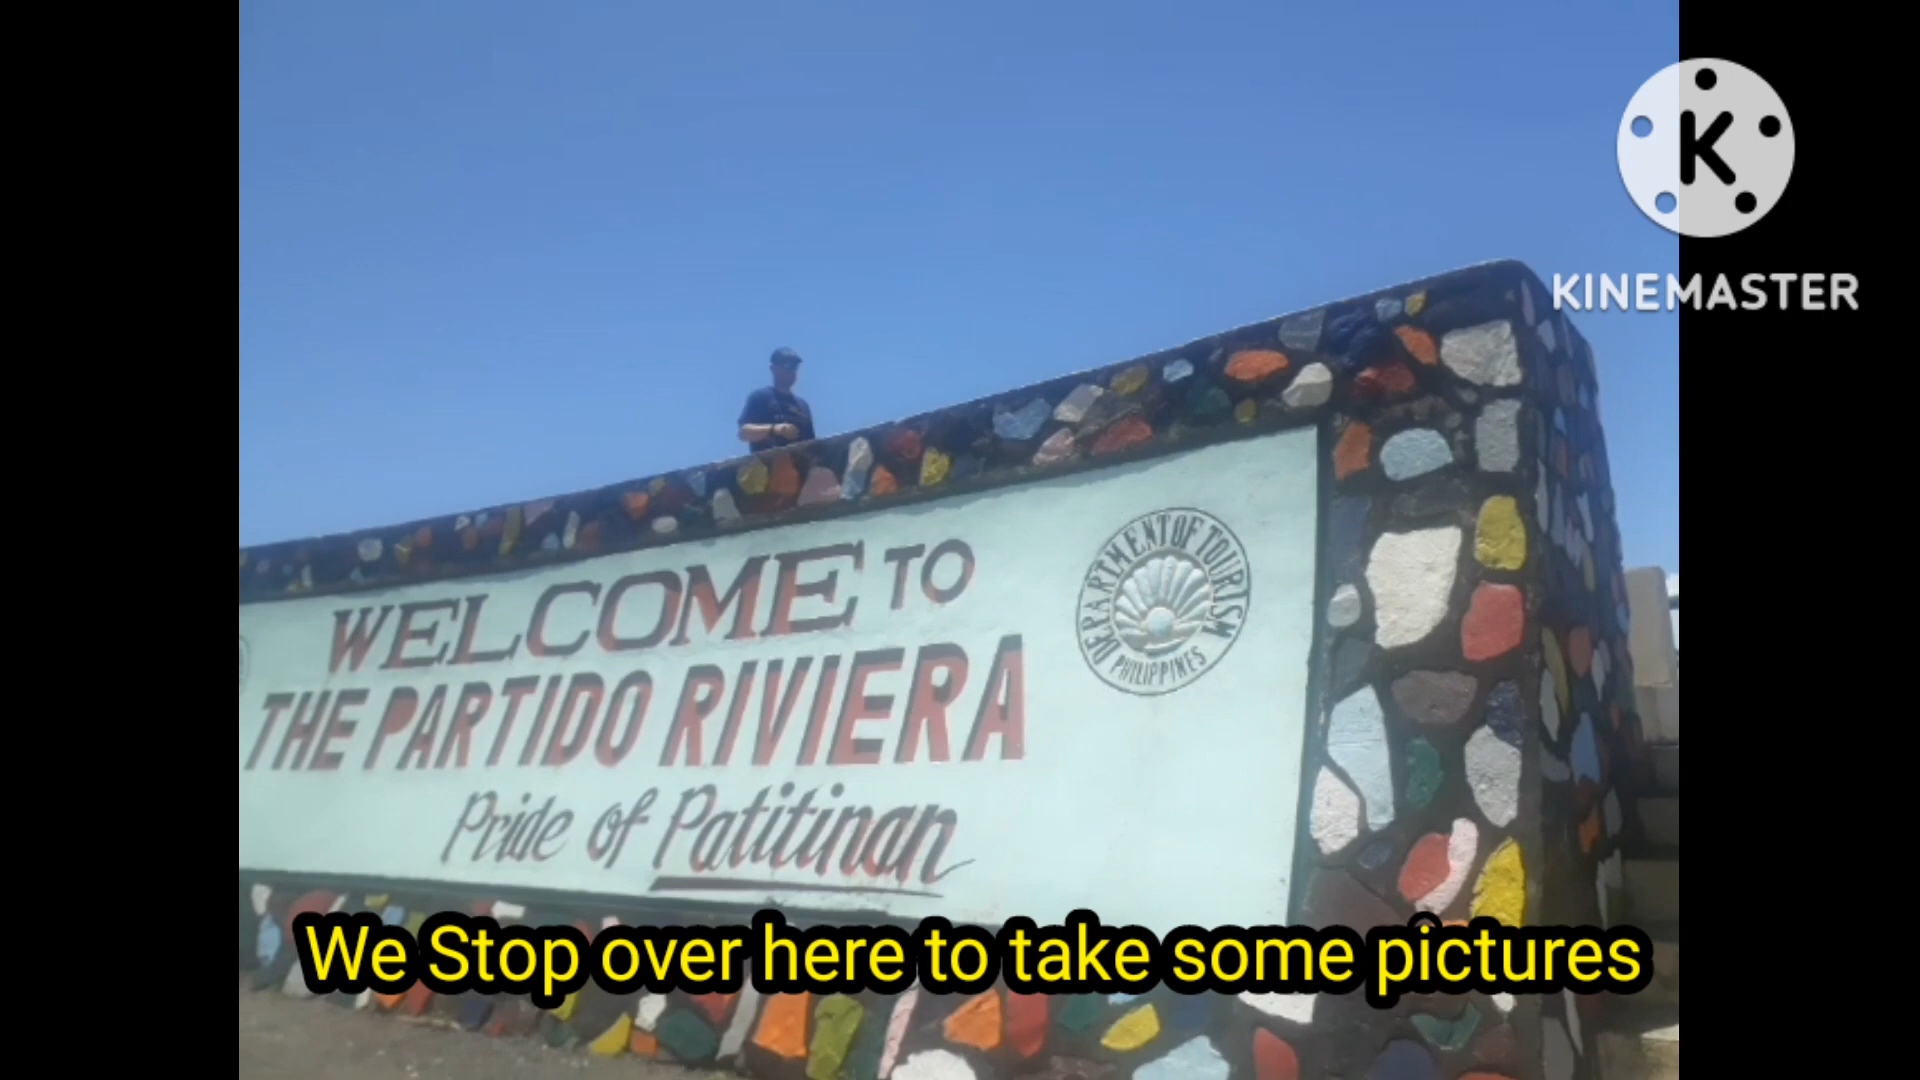 K
KINEMASTER
WELCOME TO
THE PARTIDO RIVIERA
Pride of Patitinan
DEPARTMENT OF TOURISM
PHILIPPINES
We Stop over here to take some pictures